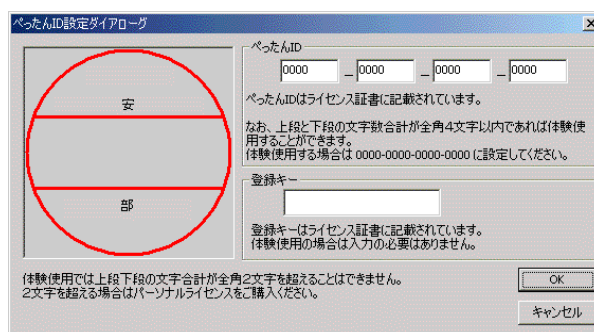 ぺったんID設定ダイアローグ
安
部
ぺったんID
0000 _ 0000 _ 0000 _ 0000
ぺったんIDはライセンス証書に記載されています。
なお、上段と下段の文字数合計が全角4文字以内であれば体験使
用することができます。
体験使用する場合は 0000-0000-0000-0000 に設定してください。
登録キー
登録キーはライセンス証書に記載されています。
体験使用の場合は入力の必要はありません。
体験使用では上段下段の文字合計が全角2文字を超えることはできません。
2文字を超える場合はパーソナルライセンスをご購入ください。
OK
キャンセル